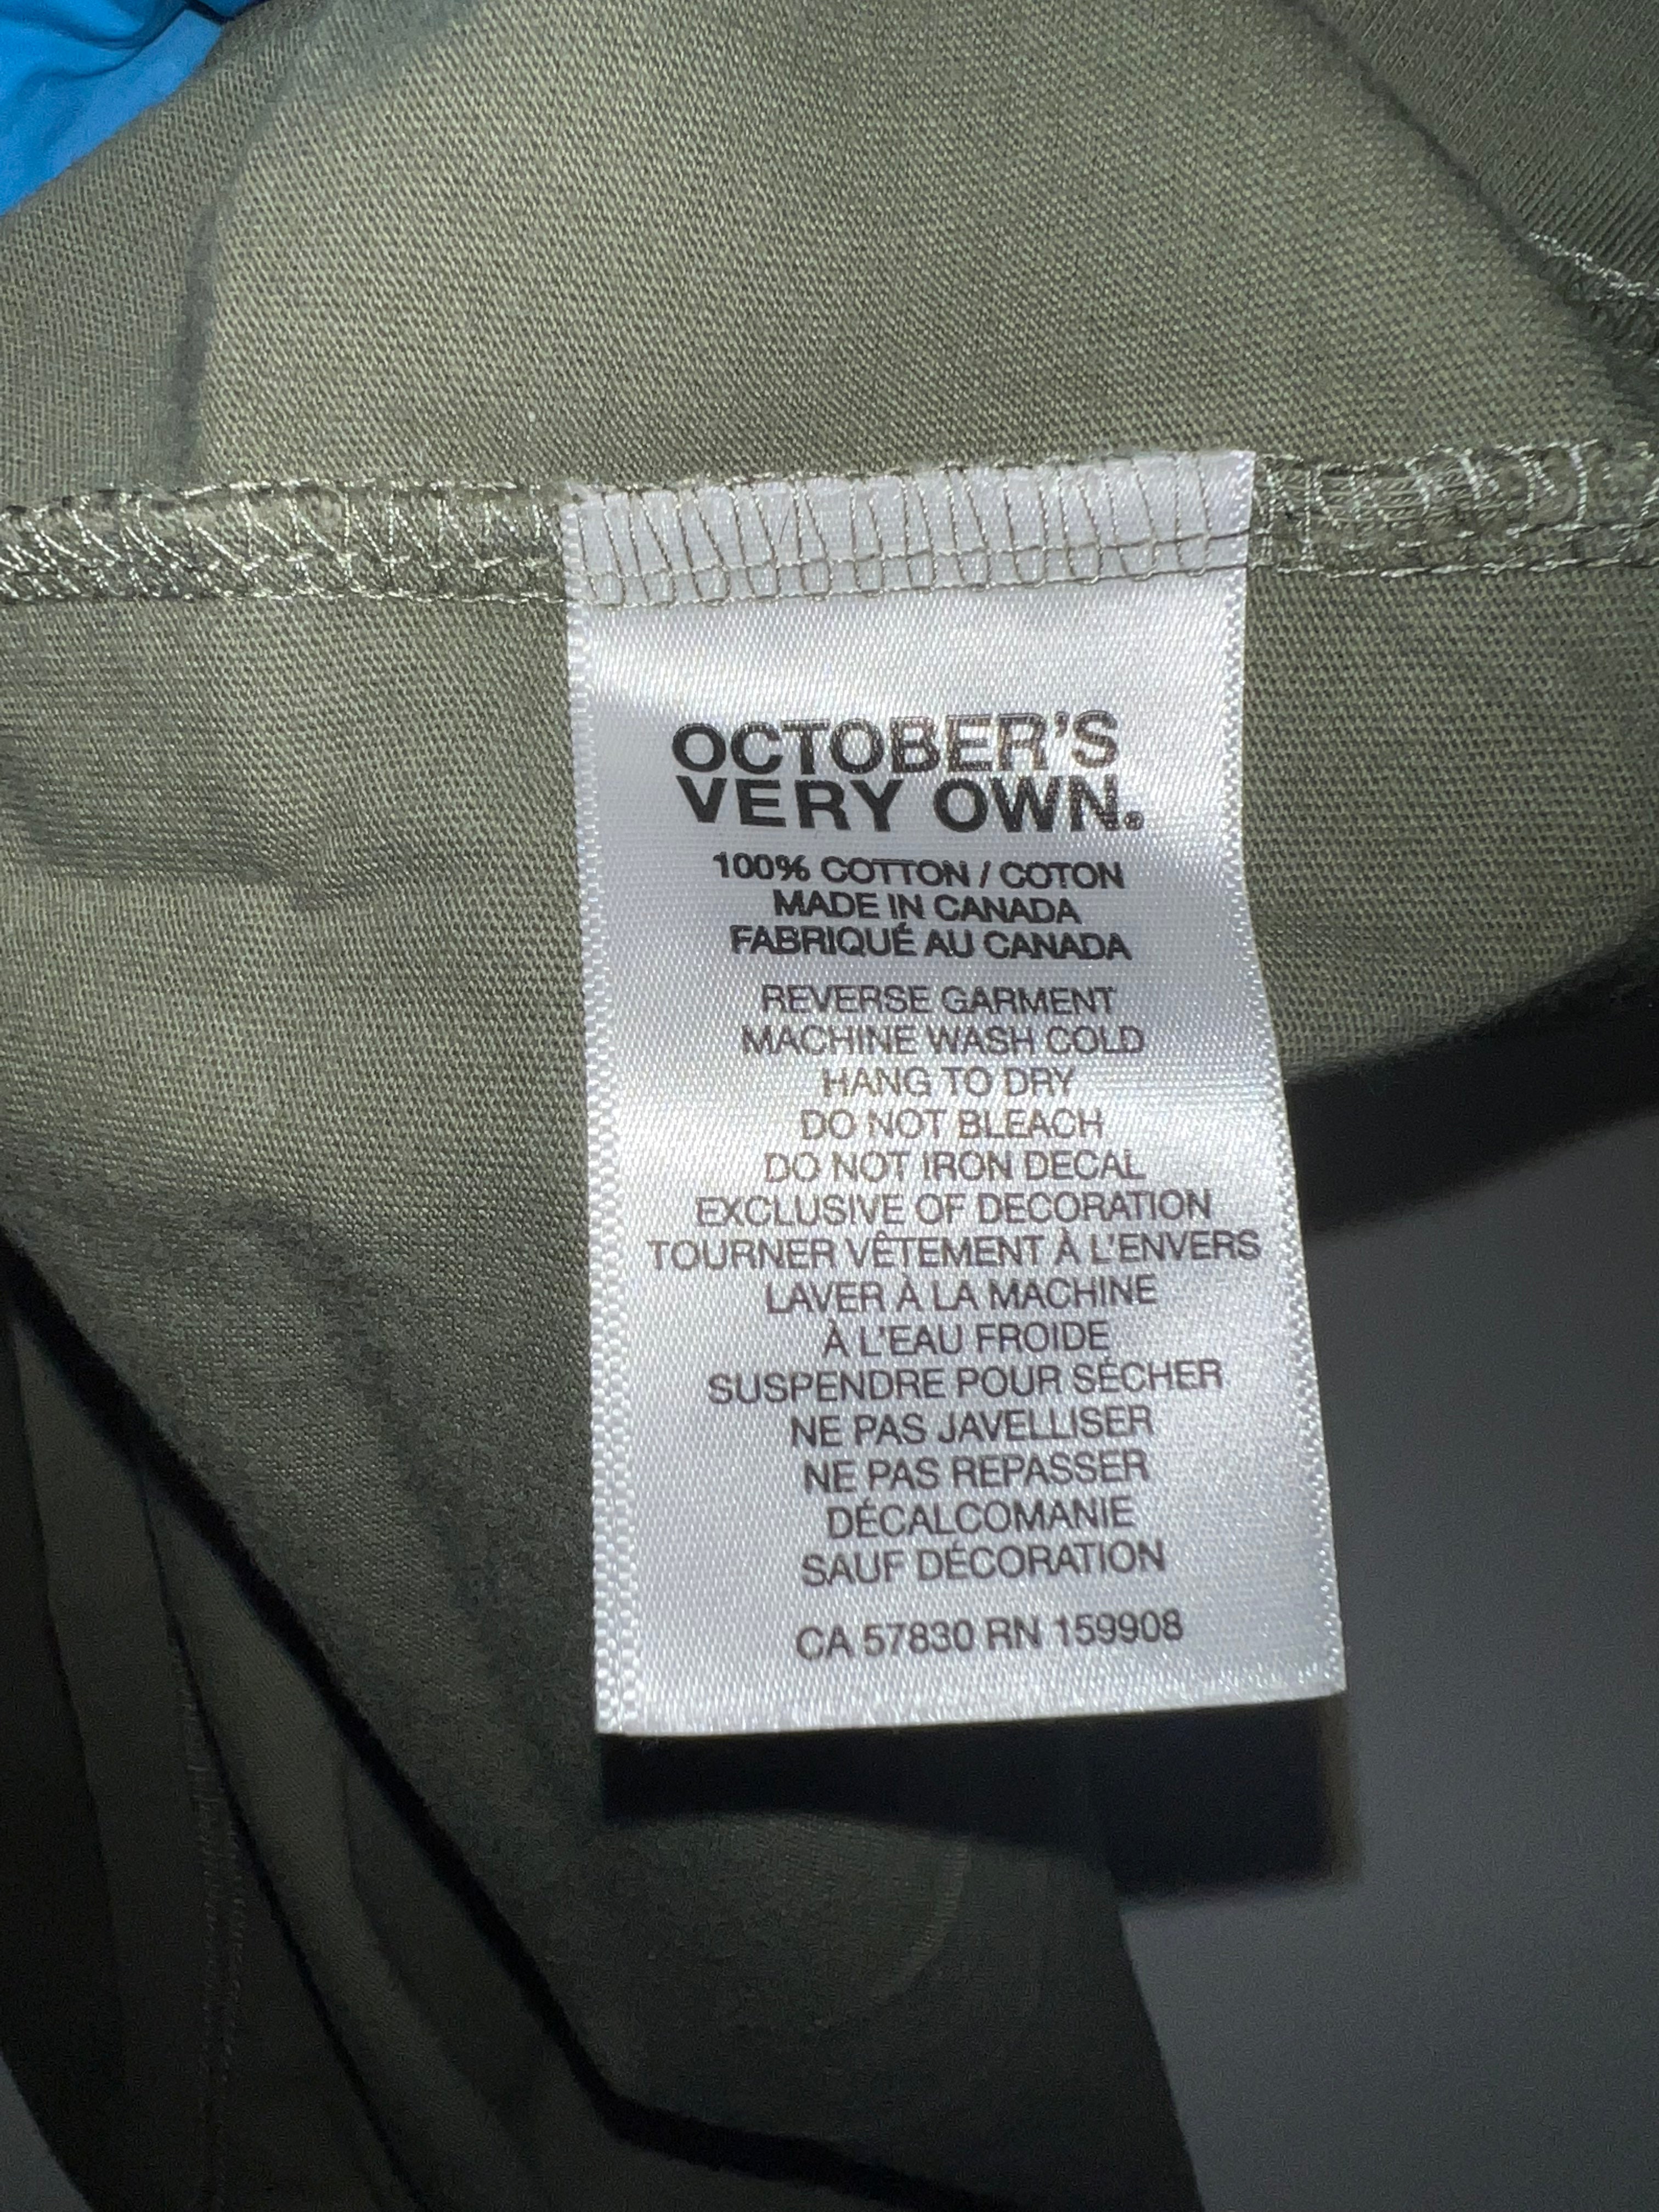 OCTOBER'S
VERY OWN.
100% COTTON / COTON
MADE IN CANADA
FABRIQUÉ AU CANADA
REVERSE GARMENT
MACHINE WASH COLD
HANG TO DRY
DO NOT BLEACH
DO NOT IRON DECAL
EXCLUSIVE OF DECORATION
TOURNER VÊTEMENT À L'ENVERS
LAVER À LA MACHINE
À L'EAU FROIDE
SUSPENDRE POUR SÉCHER
NE PAS JAVELLISER
NE PAS REPASSER
DÉCALCOMANIE
SAUF DÉCORATION
CA 57830 RN 159908